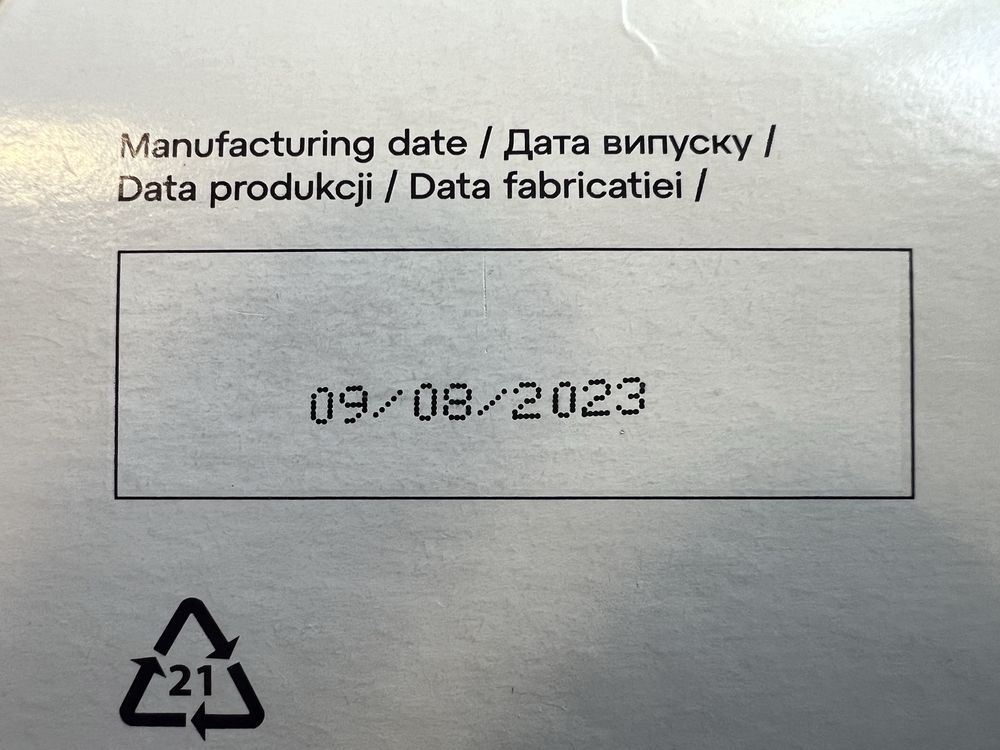 Manufacturing date / Дата випуску /
Data produkcji / Data fabricatiei /
09/08/2023
21